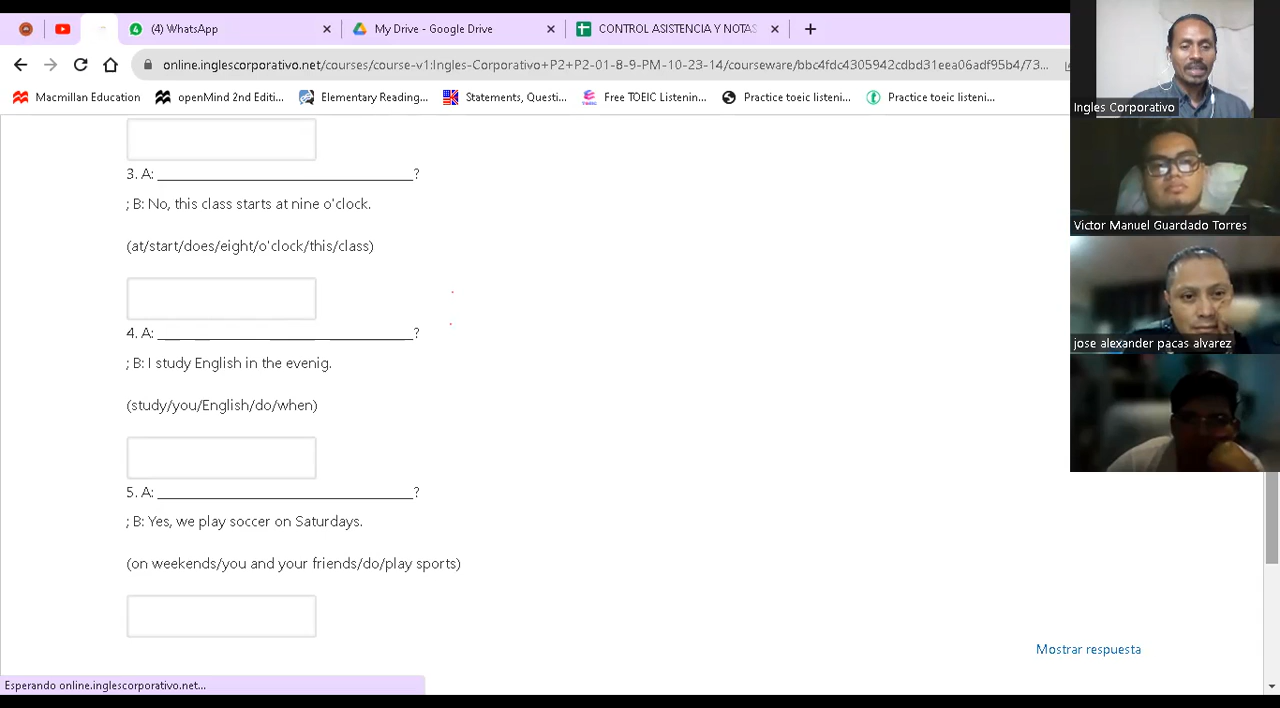 (4) WhatsApp
My Drive - Google Drive
CONTROL ASISTENCIA Y NOTAS
online.inglescorporativo.net/courses/course-v1:Ingles-Corporativo+P2+P2-01-8-9-PM-10-23-14/courseware/bbc4fdc4305942cdbd31eea06adf95b4/73...
Macmillan Education
openMind 2nd Editi...
Elementary Reading...
Statements, Questi...
Free TOEIC Listenin...
Practice toeic listeni...
Practice toeic listeni...
Ingles Corporativo
Victor Manuel Guardado Torres
jose alexander pacas alvarez
3. A: ______________________________?
; B: No, this class starts at nine o'clock.
(at/start/does/eight/o'clock/this/class)
4. A: ______________________________?
; B: I study English in the evenig.
(study/you/English/do/when)
5. A: ______________________________?
; B: Yes, we play soccer on Saturdays.
(on weekends/you and your friends/do/play sports)
Mostrar respuesta
Esperando online.inglescorporativo.net...